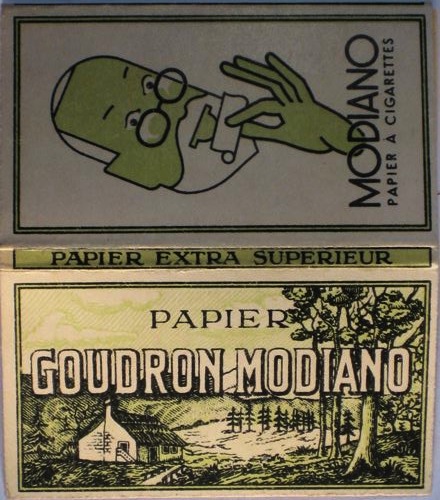 MODIANO
PAPIER A CIGARETTES
PAPIER EXTRA SUPERIEUR
PAPIER
GOUDRON MODIANO